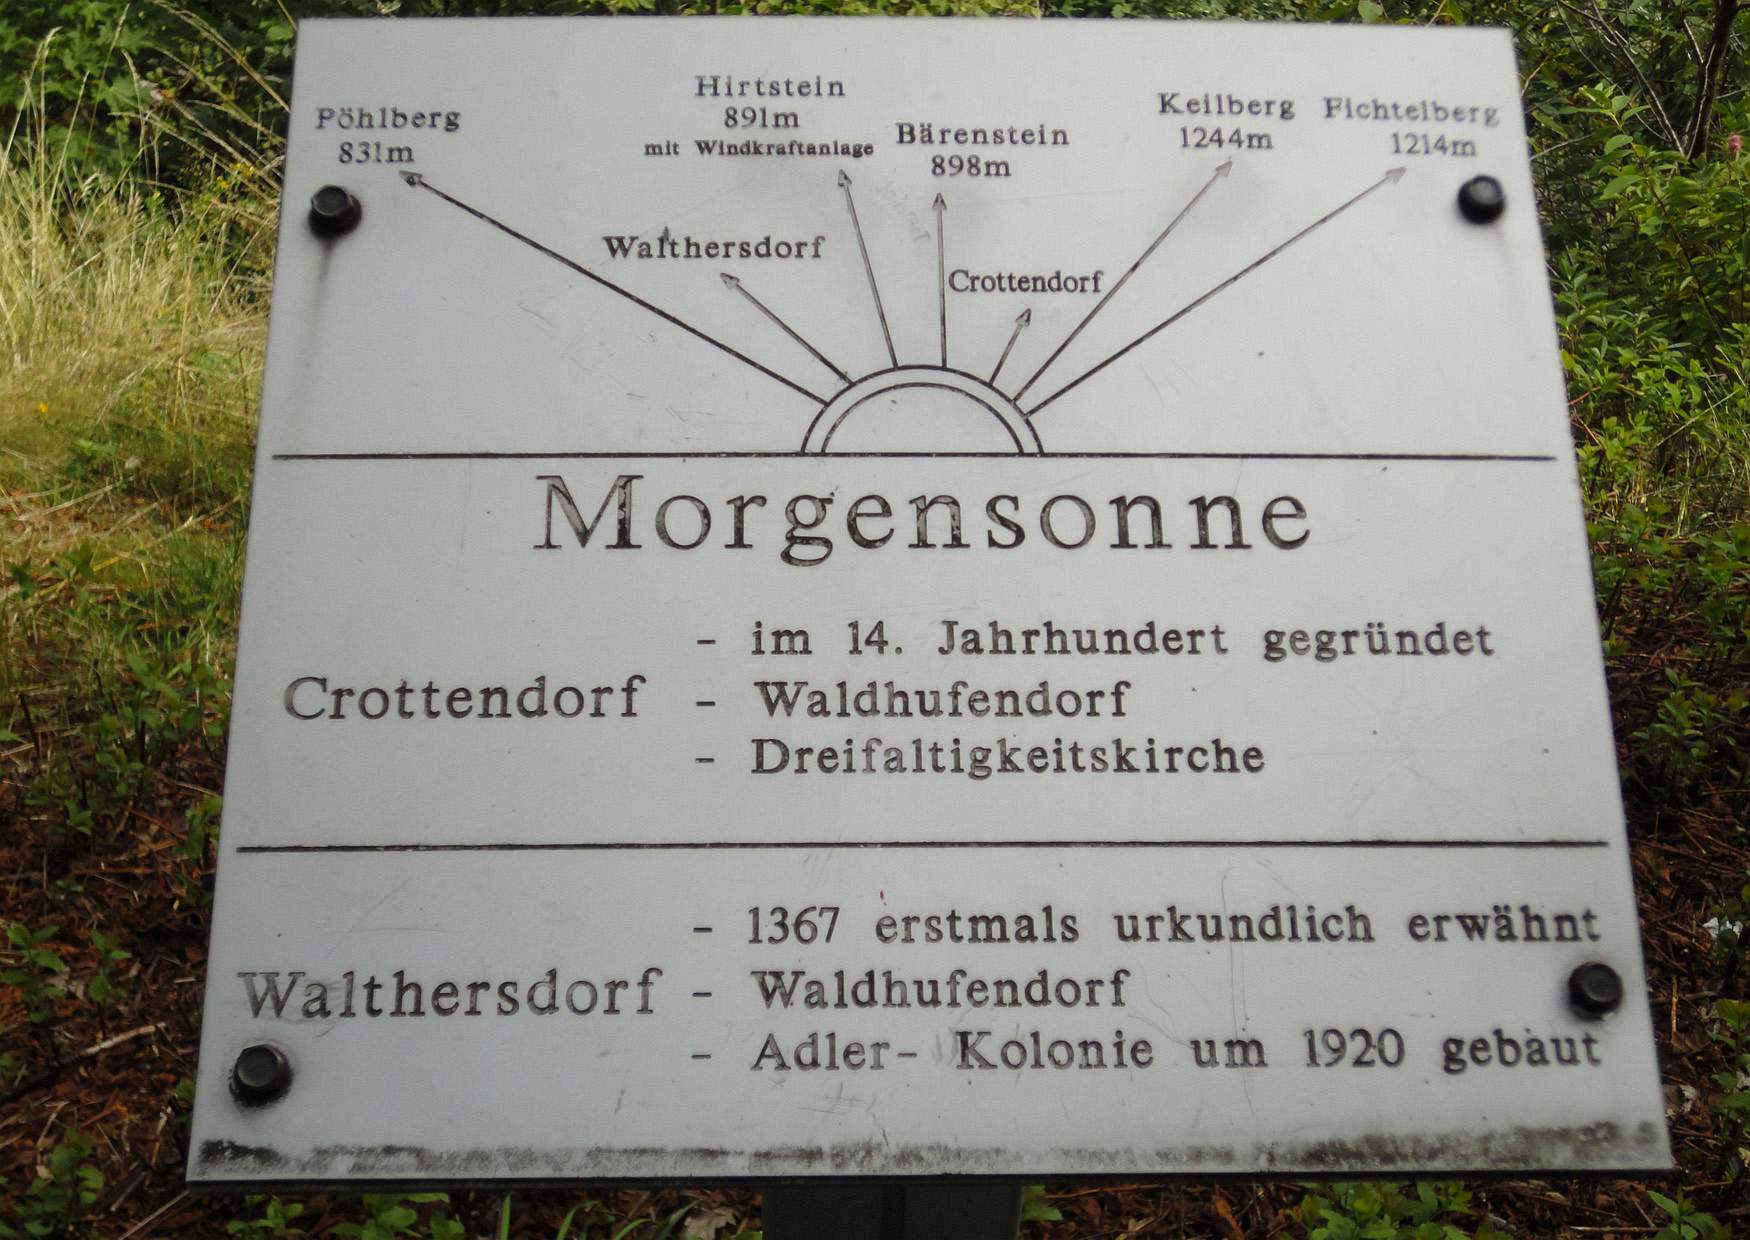 Hirtstein
Pöhlberg 891m Bärenstein Keilberg Fichtelberg
831m mit Windkraftanlage 898m 1244m 1214m
Walthersdorf
Crottendorf
Morgensonne
- im 14. Jahrhundert gegründet
Crottendorf - Waldhufendorf
- Dreifaltigkeitskirche
- 1367 erstmals urkundlich erwähnt
Walthersdorf - Waldhufendorf
- Adler- Kolonie um 1920 gebaut